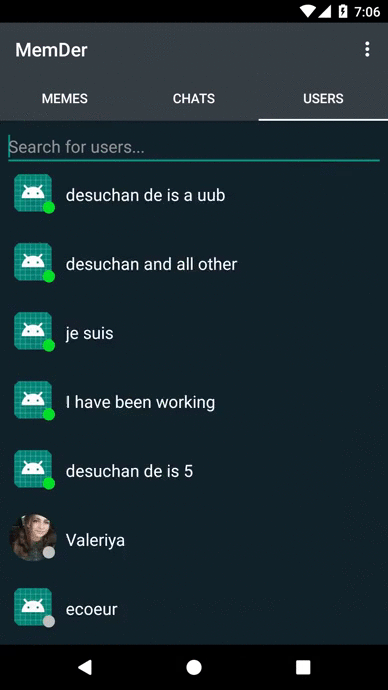 7:06
MemDer
MEMES CHATS USERS
Search for users...
desuchan de is a uub
desuchan and all other
je suis
I have been working
desuchan de is 5
Valeriya
ecoeur